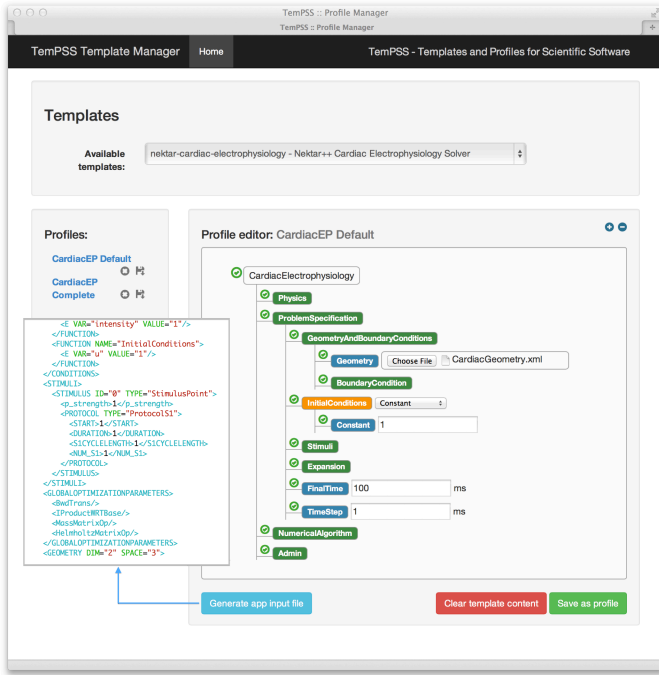 TemPSS :: Profile Manager
TemPSS :: Profile Manager
TemPSS Template Manager Home TemPSS - Templates and Profiles for Scientific Software
Templates
Available templates: nektar-cardiac-electrophysiology - Nektar++ Cardiac Electrophysiology Solver
Profiles:
CardiacEP Default
CardiacEP
Complete
<E VAR="intensity" VALUE="1"/>
</FUNCTION>
<FUNCTION NAME="InitialConditions">
<E VAR="u" VALUE="1"/>
</FUNCTION>
</CONDITIONS>
<STIMULI>
<STIMULUS ID="0" TYPE="StimulusPoint">
<p_strength>1</p_strength>
<PROTOCOL TYPE="ProtocolS1">
<START>1</START>
<DURATION>1</DURATION>
<S1CYCLELENGTH>1</S1CYCLELENGTH>
<NUM_S1>1</NUM_S1>
</PROTOCOL>
</STIMULUS>
</STIMULI>
<GLOBALOPTIMIZATIONPARAMETERS>
<BwdTrans/>
<IProductWRTBase/>
<MassMatrixOp/>
<HelmholtzMatrixOp/>
</GLOBALOPTIMIZATIONPARAMETERS>
<GEOMETRY DIM="2" SPACE="3">
Profile editor: CardiacEP Default
CardiacElectrophysiology
Physics
ProblemSpecification
GeometryAndBoundaryConditions
Geometry Choose File CardiacGeometry.xml
BoundaryCondition
InitialConditions Constant
Constant 1
Stimuli
Expansion
FinalTime 100 ms
TimeStep 1 ms
NumericalAlgorithm
Admin
Generate app input file Clear template content Save as profile